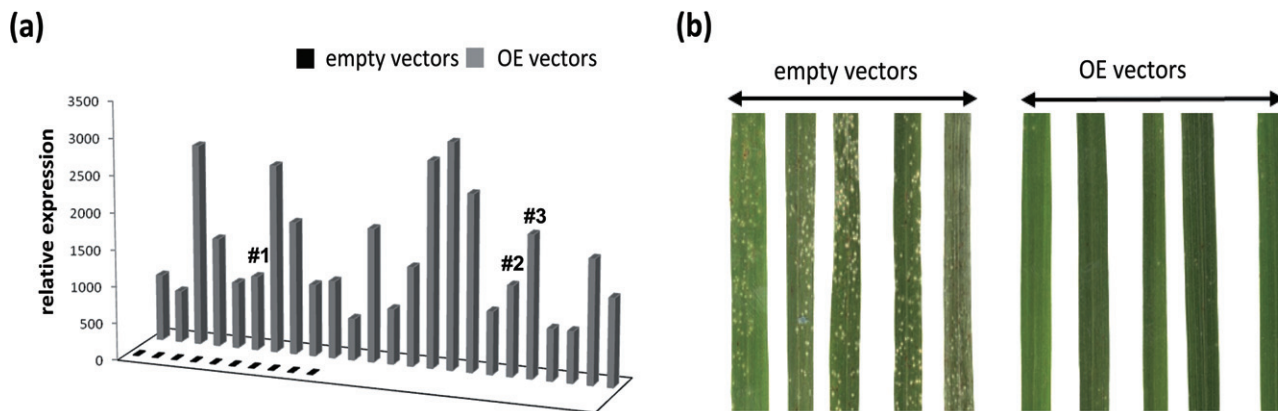 (a)
empty vectors OE vectors
relative expression
3500
3000
2500
2000
1500
1000
500
0
#1
#2
#3
(b)
empty vectors
OE vectors